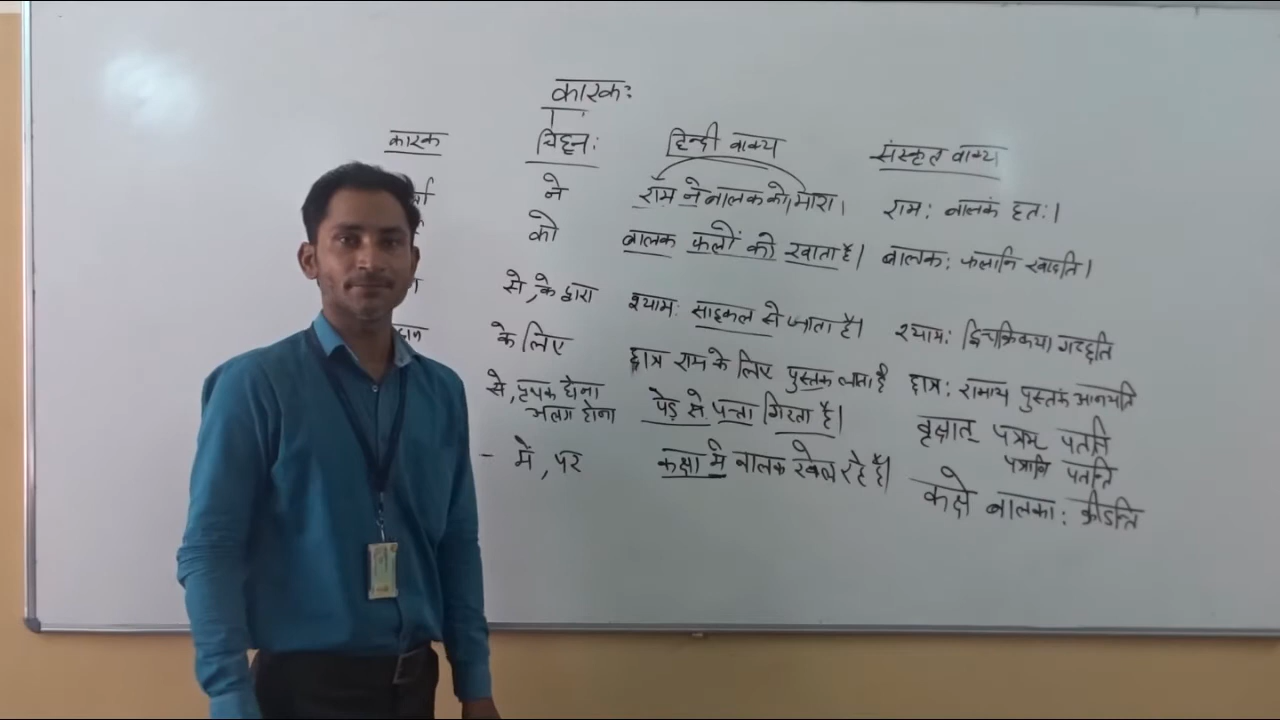 कारकः
कारक चिह्नः हिन्दी वाक्य संस्कृत वाक्य
ने राम ने बालक को मारा। रामः बालकं हतः।
को बालक फलों को खाता है। बालकः फलानि खादति।
से, के द्वारा श्यामः साइकल से जाता है। श्यामः द्विचक्रिकया गच्छति
के लिए छात्र राम के लिए पुस्तक लाता है छात्रः रामाय पुस्तकं आनयति
से, पृथक होना पेड़ से पत्ता गिरता है। वृक्षात् पत्रम् पतति
अलग होना पत्राणि पतन्ति
- में, पर कक्षा में बालक खेल रहे हैं। कक्षे बालकाः क्रीडन्ति